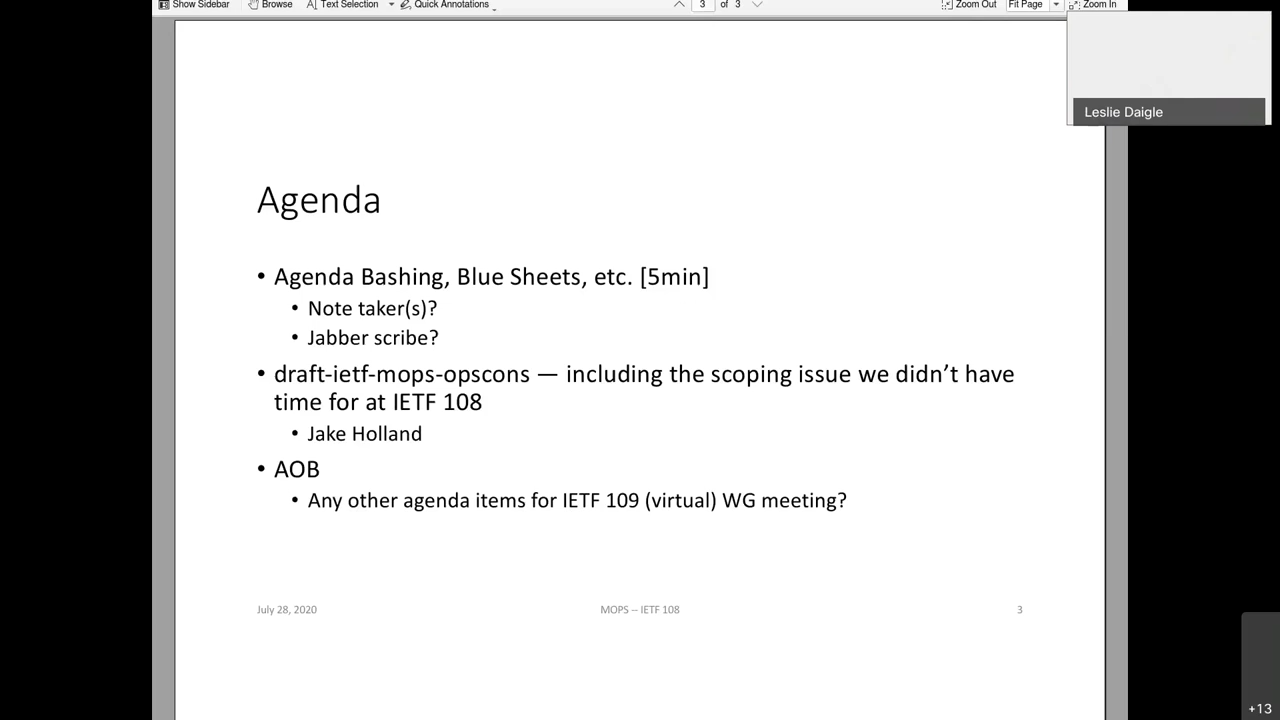 Show Sidebar Browse Text Selection Quick Annotations 3 of 3 Zoom Out Fit Page Zoom In
Leslie Daigle
Agenda
• Agenda Bashing, Blue Sheets, etc. [5min]
• Note taker(s)?
• Jabber scribe?
• draft-ietf-mops-opscons — including the scoping issue we didn’t have
time for at IETF 108
• Jake Holland
• AOB
• Any other agenda items for IETF 109 (virtual) WG meeting?
July 28, 2020 MOPS – IETF 108 3
+13